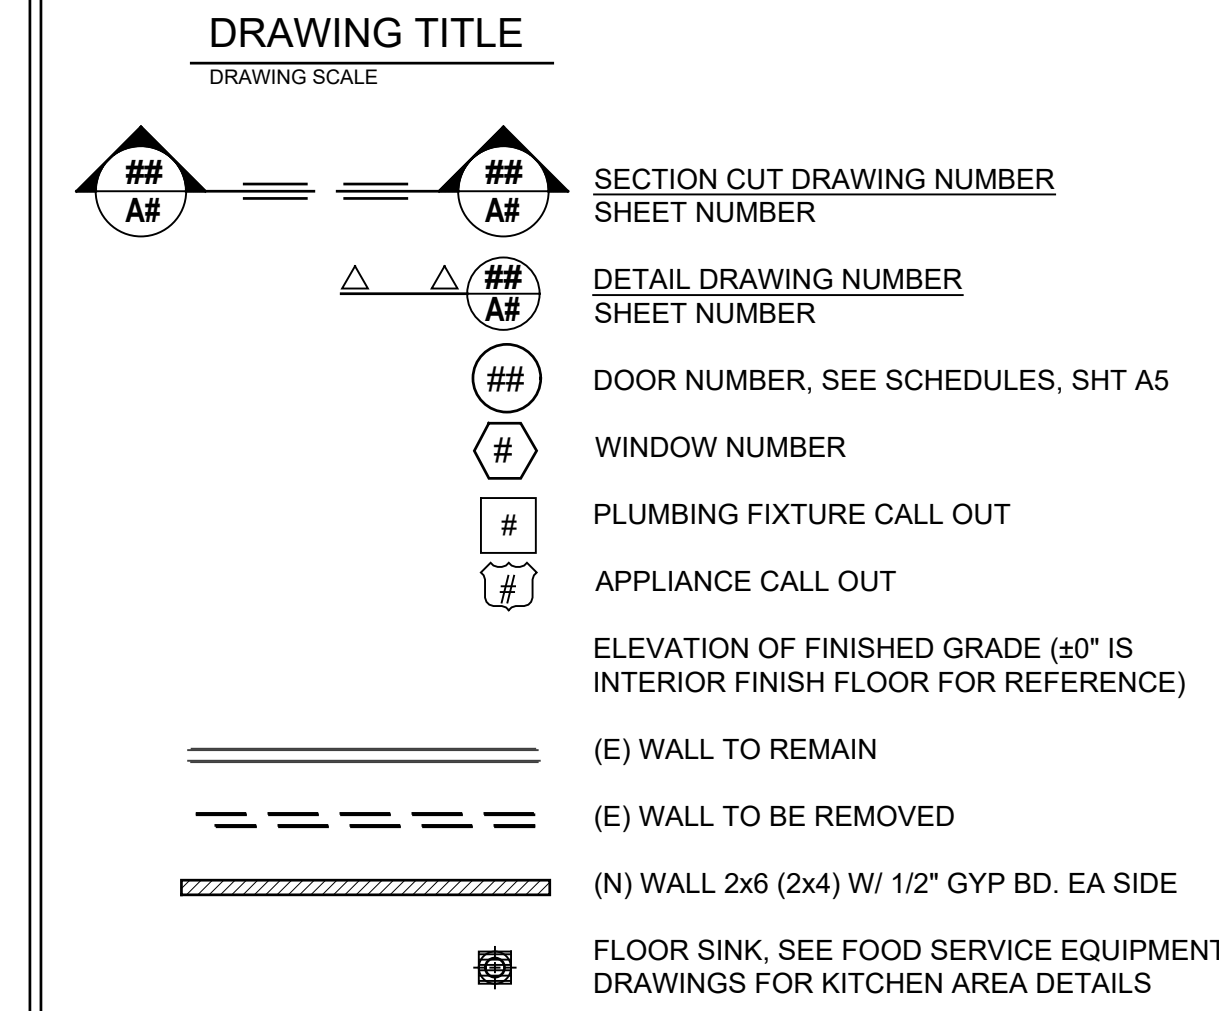 DRAWING TITLE
DRAWING SCALE
## ## SECTION CUT DRAWING NUMBER
A# A# SHEET NUMBER
## DETAIL DRAWING NUMBER
A# SHEET NUMBER
## DOOR NUMBER, SEE SCHEDULES, SHT A5
# WINDOW NUMBER
# PLUMBING FIXTURE CALL OUT
# APPLIANCE CALL OUT
ELEVATION OF FINISHED GRADE (±0" IS
INTERIOR FINISH FLOOR FOR REFERENCE)
(E) WALL TO REMAIN
(E) WALL TO BE REMOVED
(N) WALL 2x6 (2x4) W/ 1/2" GYP BD. EA SIDE
FLOOR SINK, SEE FOOD SERVICE EQUIPMENT
DRAWINGS FOR KITCHEN AREA DETAILS